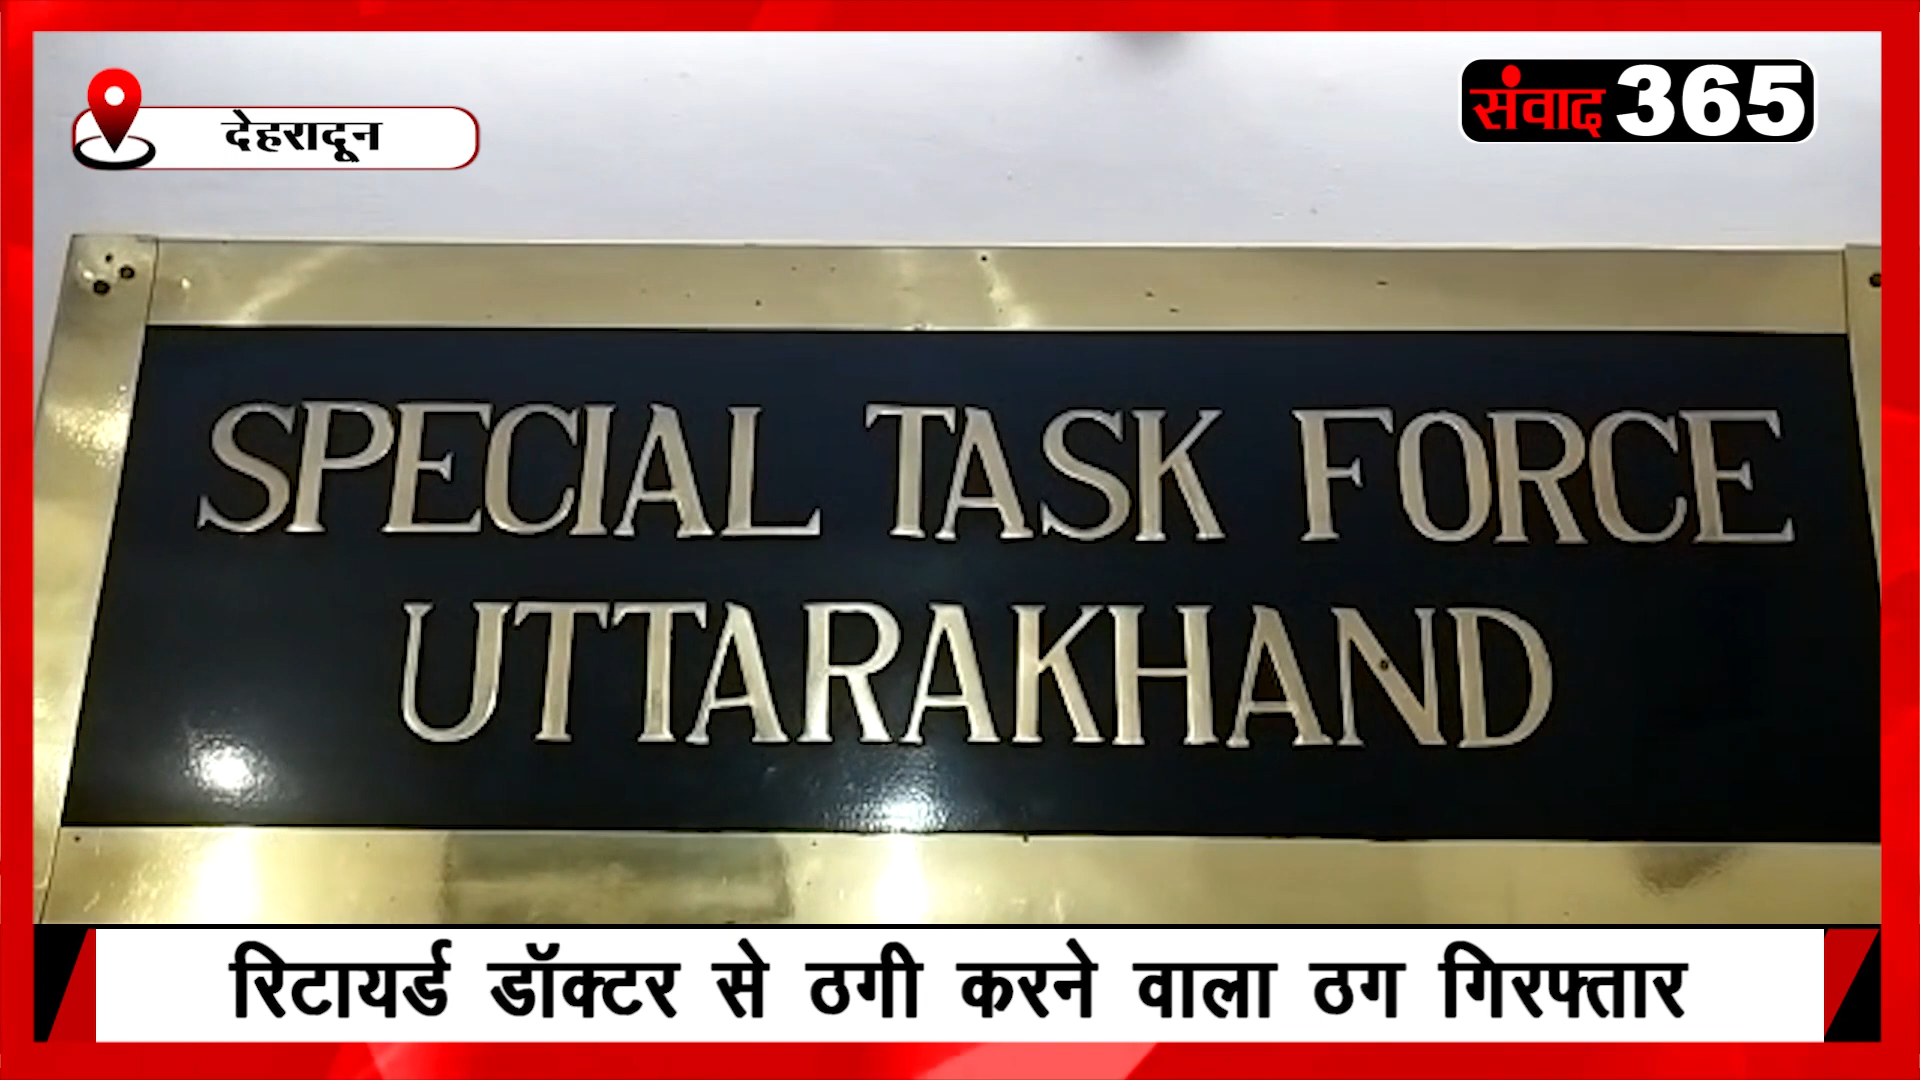 देहरादून
संवाद 365
SPECIAL TASK FORCE
UTTARAKHAND
रिटायर्ड डॉक्टर से ठगी करने वाला ठग गिरफ्तार